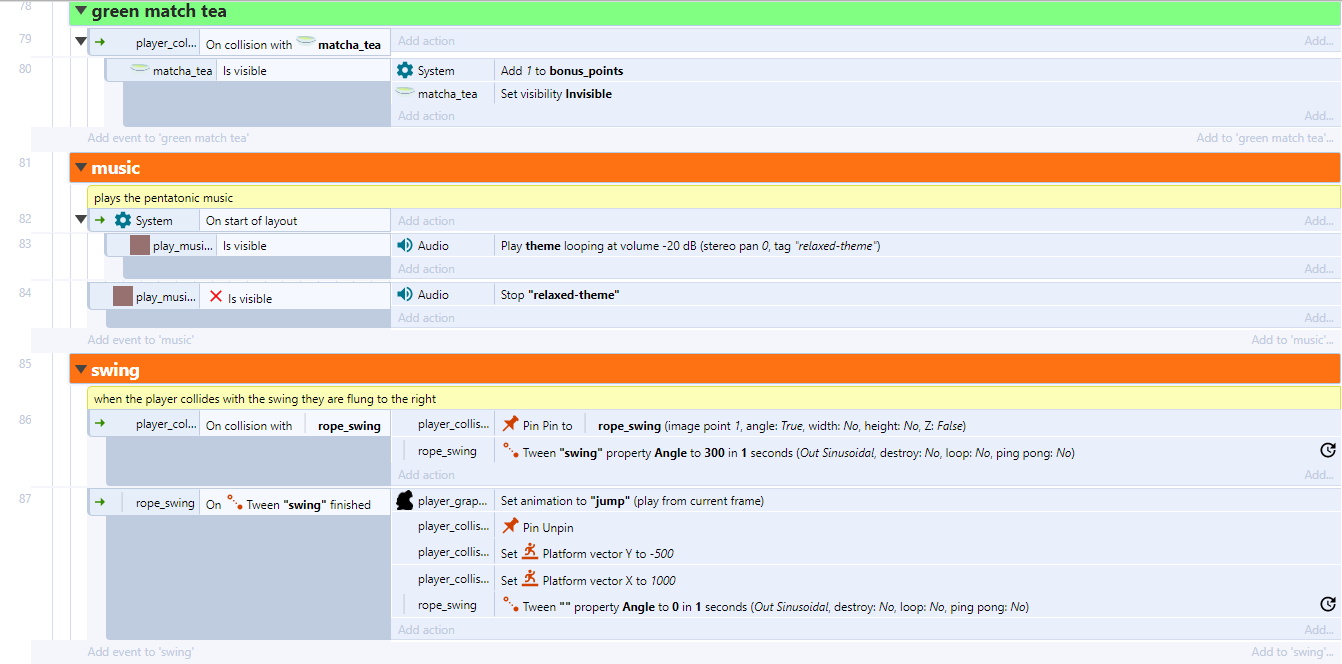 78 green match tea
79 player_col... On collision with matcha_tea Add action Add...
80 matcha_tea Is visible System Add 1 to bonus_points
matcha_tea Set visibility Invisible
Add action Add...
Add event to 'green match tea' Add to 'green match tea'...
81 music
plays the pentatonic music
82 System On start of layout Add action Add...
83 play_musi... Is visible Audio Play theme looping at volume -20 dB (stereo pan 0, tag "relaxed-theme")
Add action Add...
84 play_musi... Is visible Audio Stop "relaxed-theme"
Add action Add...
Add event to 'music' Add to 'music'...
85 swing
when the player collides with the swing they are flung to the right
86 player_col... On collision with rope_swing player_collis... Pin Pin to rope_swing (image point 1, angle: True, width: No, height: No, Z: False)
rope_swing Tween "swing" property Angle to 300 in 1 seconds (Out Sinusoidal, destroy: No, loop: No, ping pong: No)
Add action Add...
87 rope_swing On Tween "swing" finished player_grap... Set animation to "jump" (play from current frame)
player_collis... Pin Unpin
player_collis... Set Platform vector Y to -500
player_collis... Set Platform vector X to 1000
rope_swing Tween "" property Angle to 0 in 1 seconds (Out Sinusoidal, destroy: No, loop: No, ping pong: No)
Add action Add...
Add event to 'swing' Add to 'swing'...